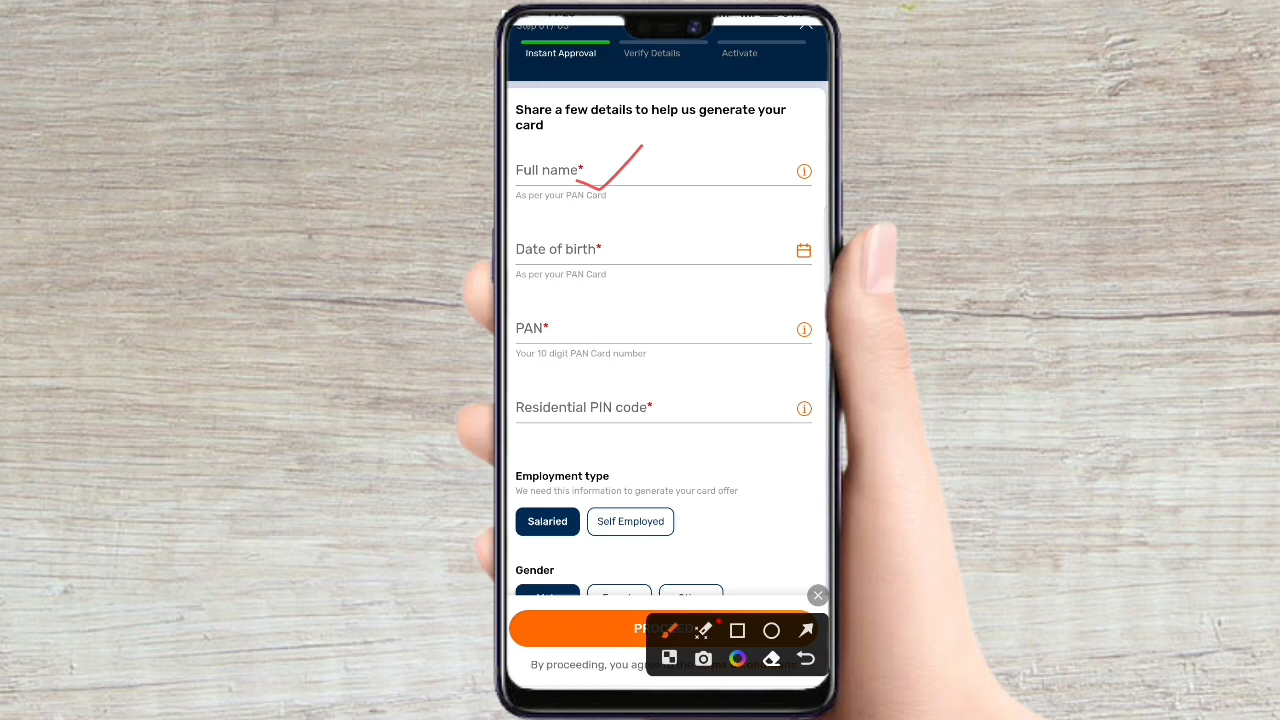 Step 01 / 03
Instant Approval
Verify Details
Activate
Share a few details to help us generate your
card
Full name*
As per your PAN Card
Date of birth*
As per your PAN Card
PAN*
Your 10 digit PAN Card number
Residential PIN code*
Employment type
We need this information to generate your card offer
Salaried
Self Employed
Gender
By proceeding, you